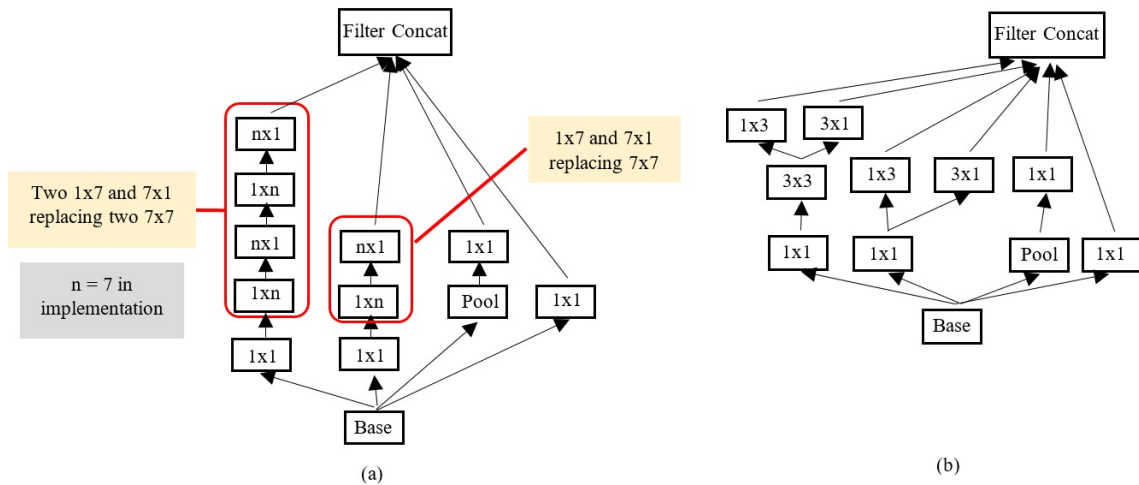 Filter Concat
nx1
1xn
nx1
1xn
1x1
nx1
1xn
1x1
1x1
Pool
1x1
Base
Two 1x7 and 7x1
replacing two 7x7
n = 7 in
implementation
1x7 and 7x1
replacing 7x7
(a)
Filter Concat
1x3
3x1
3x3
1x1
1x3
3x1
1x1
1x1
Pool
1x1
Base
(b)